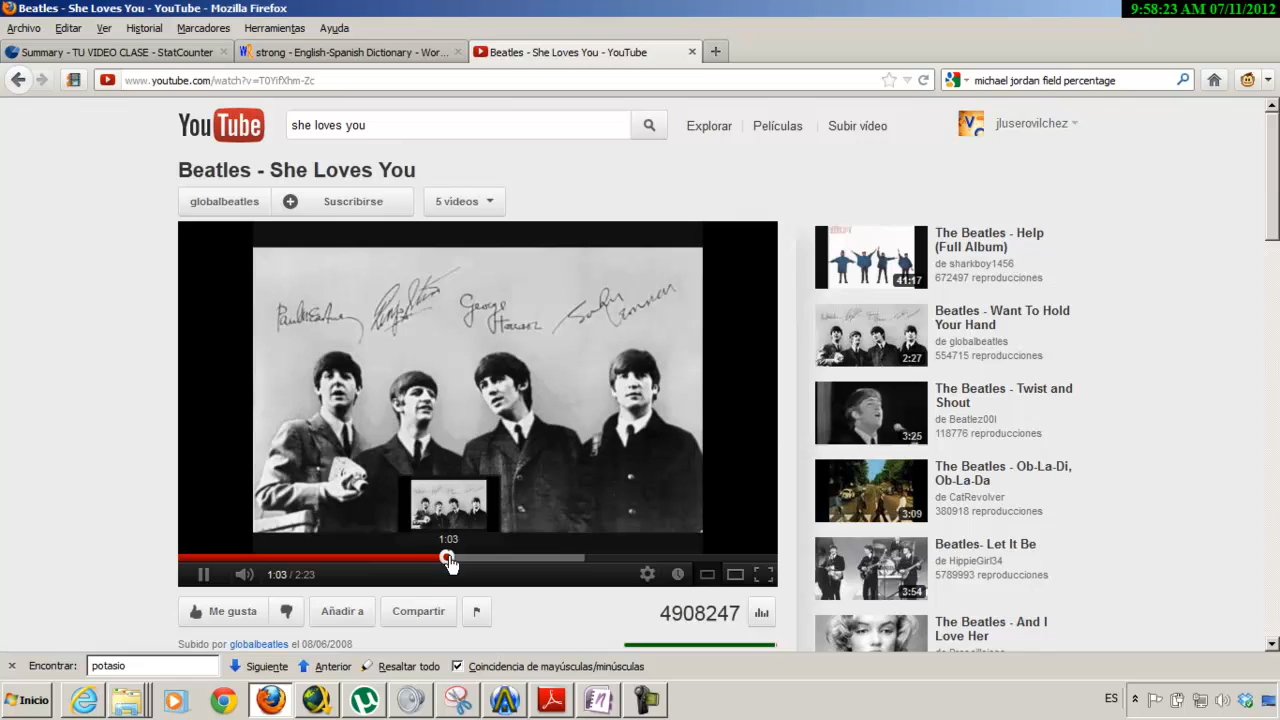 Beatles - She Loves You - YouTube - Mozilla Firefox
9:58:23 AM 07/11/2012
Archivo Editar Ver Historial Marcadores Herramientas Ayuda
Summary - TU VIDEO CLASE - StatCounter
strong - English-Spanish Dictionary - Wor...
Beatles - She Loves You - YouTube
www.youtube.com/watch?v=T0YifXhm-Zc
michael jordan field percentage
YouTube
she loves you
Explorar Películas Subir vídeo
jluserovilchez
Beatles - She Loves You
globalbeatles Suscribirse 5 vídeos
George
1:03
1:03 / 2:23
Me gusta Añadir a Compartir
4908247
Subido por globalbeatles el 08/06/2008
41:17
The Beatles - Help
(Full Album)
de sharkboy1456
672497 reproducciones
2:27
Beatles - Want To Hold
Your Hand
de globalbeatles
554715 reproducciones
3:25
The Beatles - Twist and
Shout
de Beatlez00l
118776 reproducciones
3:09
The Beatles - Ob-La-Di,
Ob-La-Da
de CatRevolver
380918 reproducciones
3:54
Beatles- Let It Be
de HippieGirl34
5789993 reproducciones
The Beatles - And I
Love Her
Encontrar: potasio Siguiente Anterior Resaltar todo Coincidencia de mayúsculas/minúsculas
Inicio
ES